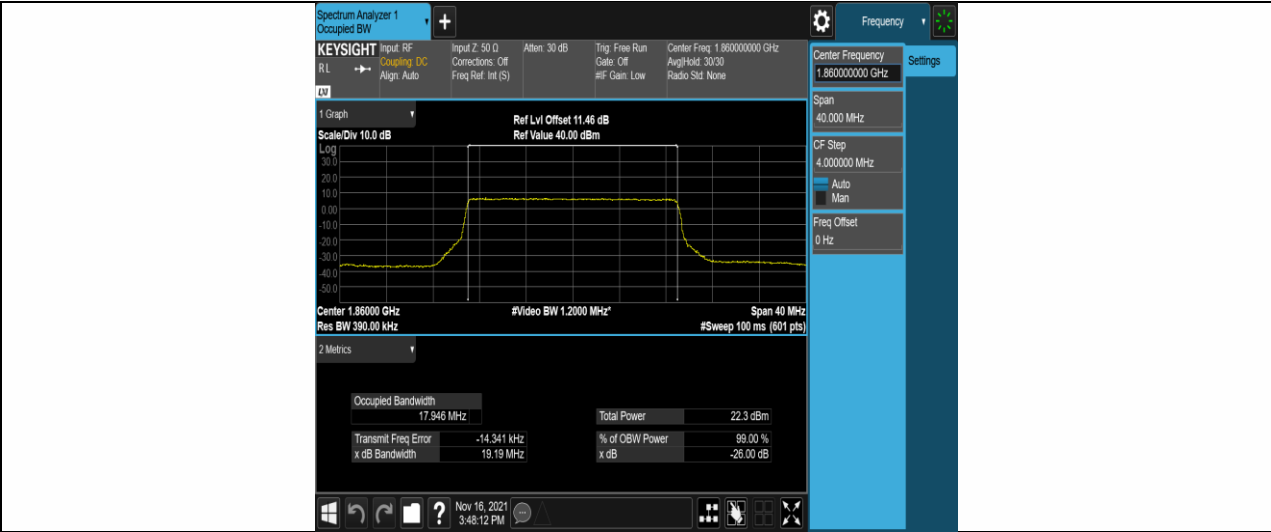 Spectrum Analyzer 1
Occupied BW
Frequency
KEYSIGHT
RL
Input: RF
Coupling: DC
Align: Auto
Input Z: 50 Ω
Corrections: Off
Freq Ref: Int (S)
Atten: 30 dB
Trig: Free Run
Gate: Off
#IF Gain: Low
Center Freq: 1.860000000 GHz
Avg|Hold: 30/30
Radio Std: None
Center Frequency
1.860000000 GHz
Settings
Span
40.000 MHz
CF Step
4.000000 MHz
Auto
Man
Freq Offset
0 Hz
1 Graph
Scale/Div 10.0 dB
Ref Lvl Offset 11.46 dB
Ref Value 40.00 dBm
Log
30.0
20.0
10.0
0.00
-10.0
-20.0
-30.0
-40.0
-50.0
Center 1.86000 GHz
Res BW 390.00 kHz
#Video BW 1.2000 MHz*
Span 40 MHz
#Sweep 100 ms (601 pts)
2 Metrics
Occupied Bandwidth
17.946 MHz
Total Power 22.3 dBm
Transmit Freq Error -14.341 kHz
% of OBW Power 99.00 %
x dB Bandwidth 19.19 MHz
x dB -26.00 dB
Nov 16, 2021
3:48:12 PM